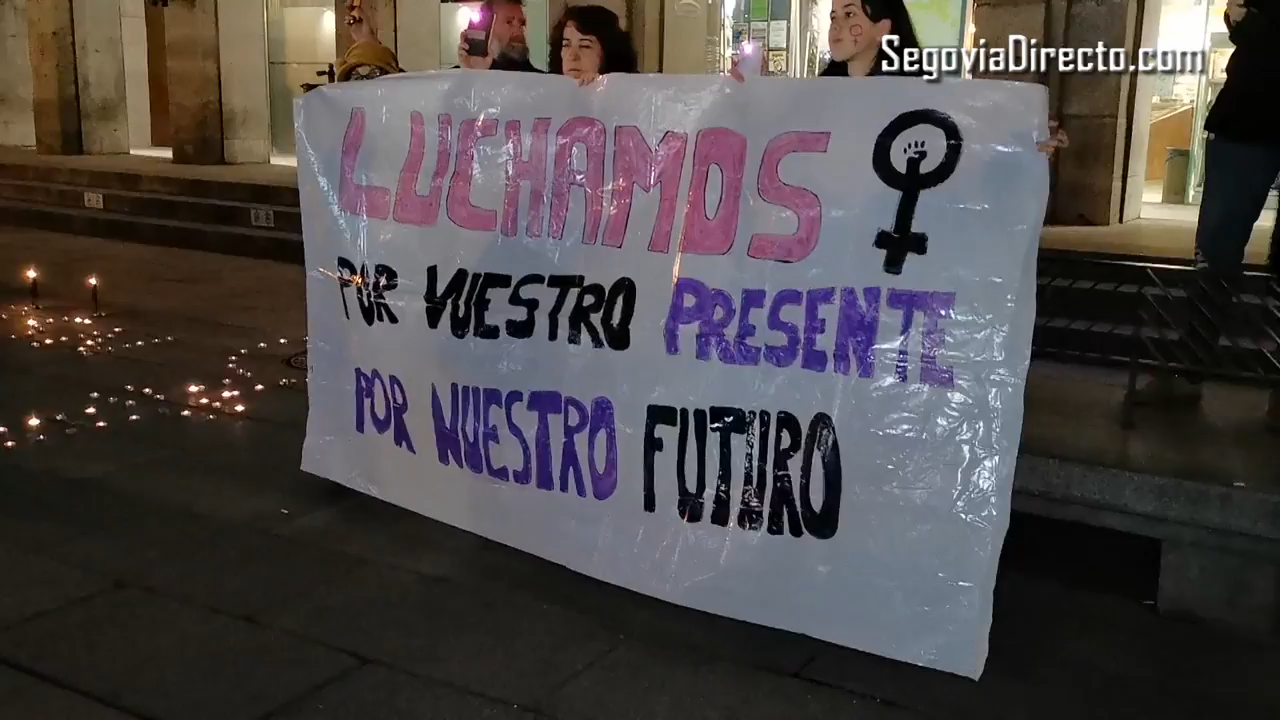 SegoviaDirecto.com
LUCHAMOS
POR VUESTRO PRESENTE
POR NUESTRO FUTURO